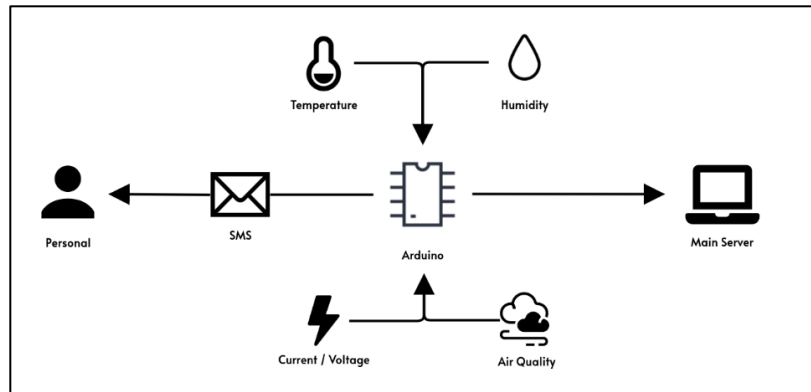 Temperature
Humidity
Personal
SMS
Arduino
Main Server
Current / Voltage
Air Quality